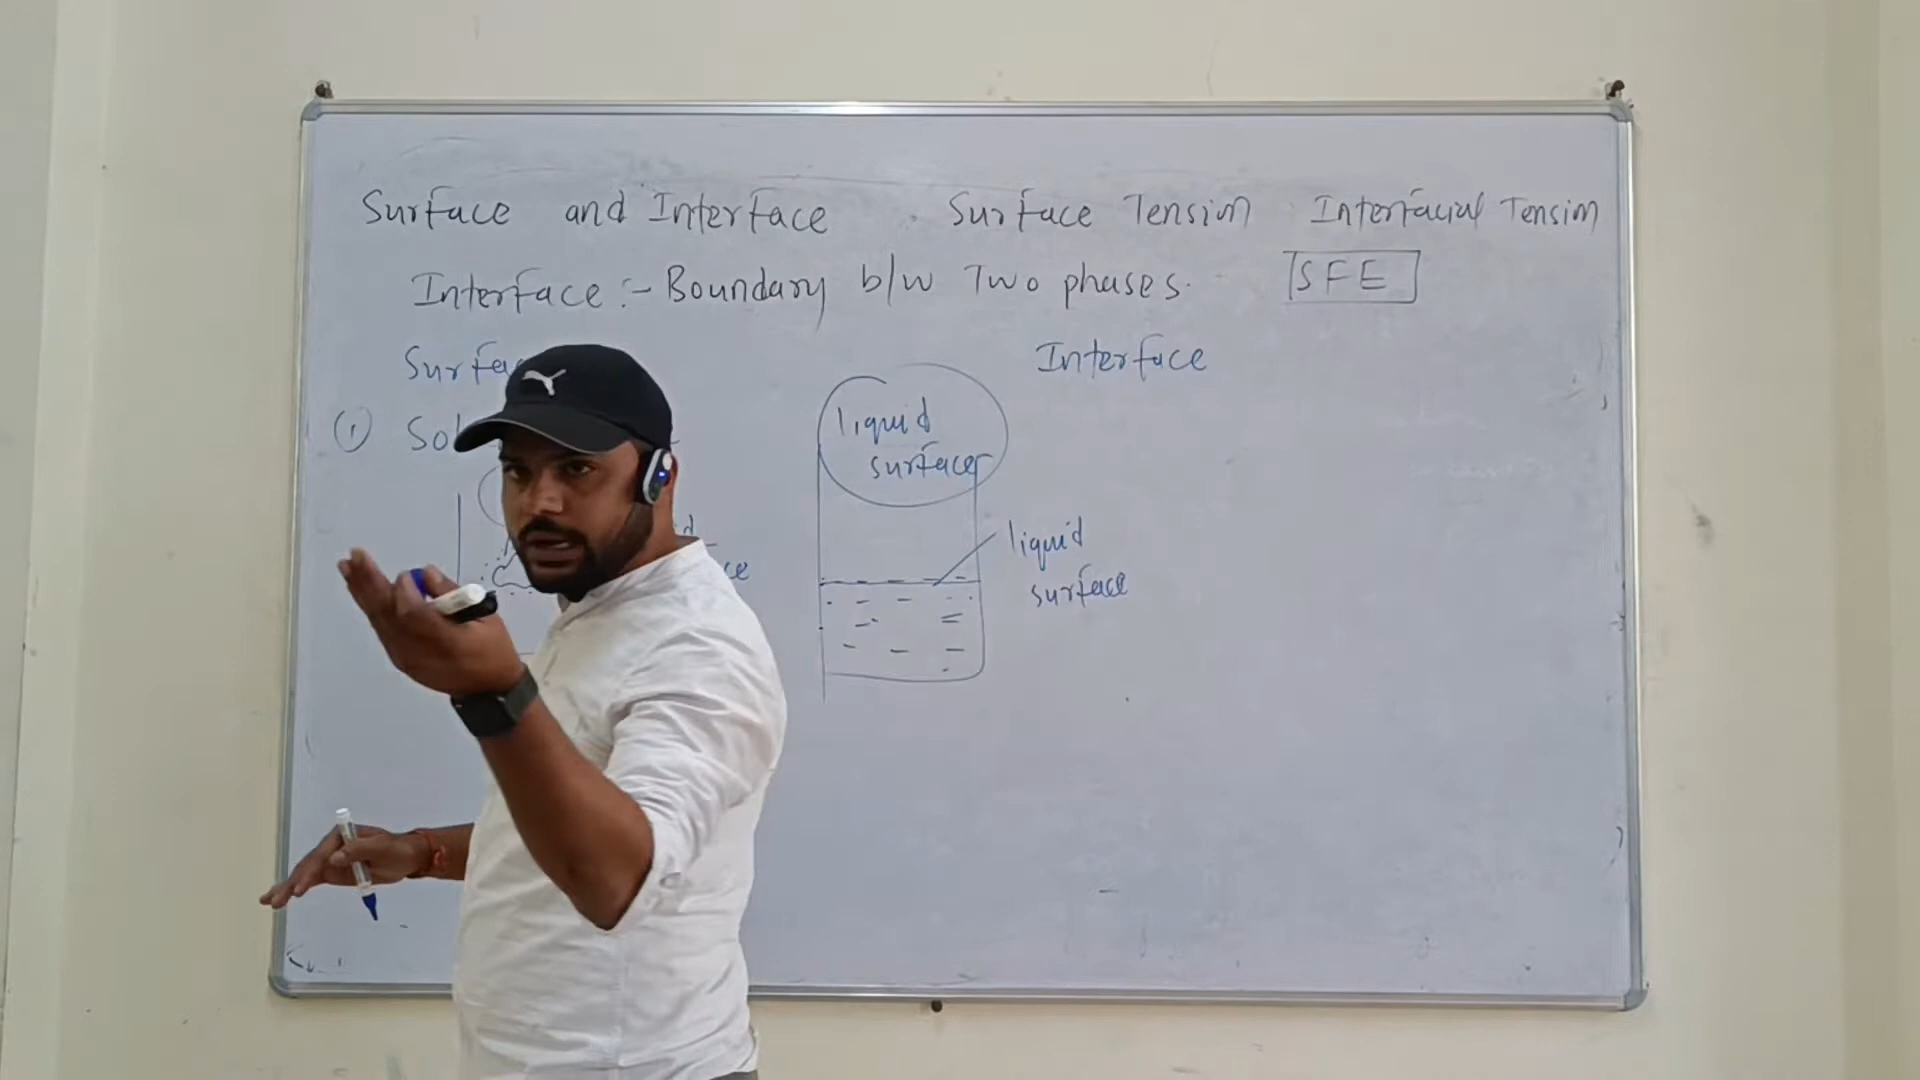 Surface and Interface Surface Tension Interfacial Tension
Interface :- Boundary b/w Two phases. SFE
Interface
①
liquid
surface
liquid
surface